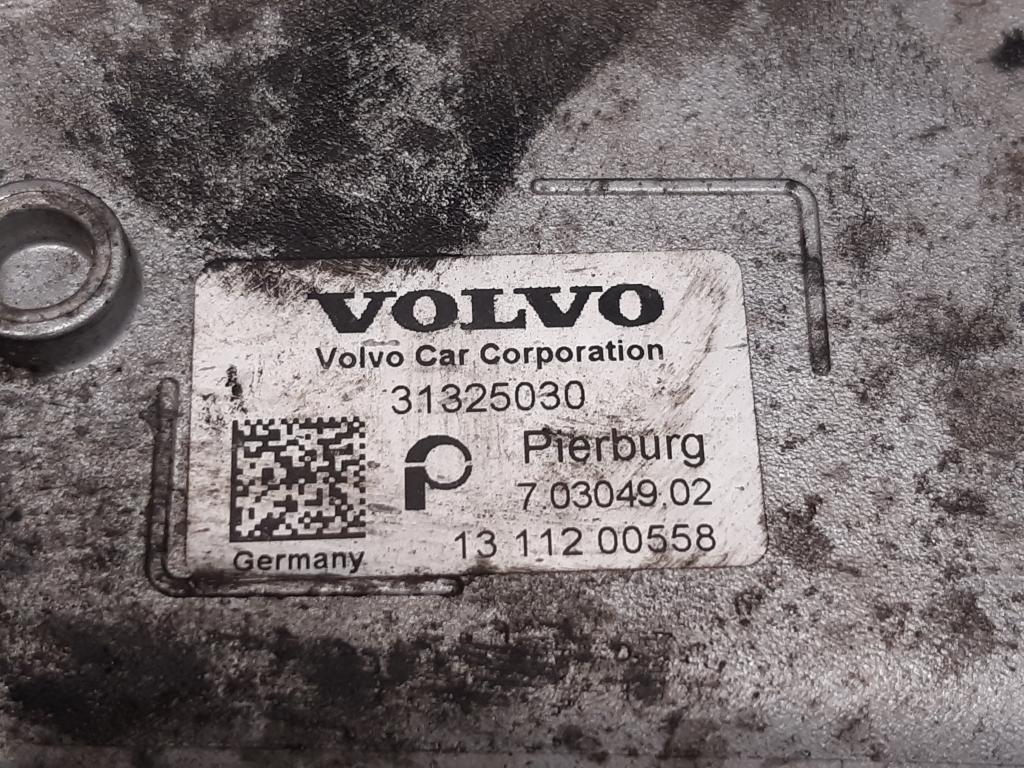 VOLVO
Volvo Car Corporation
31325030
Pierburg
7.03049.02
13 112 00558
Germany